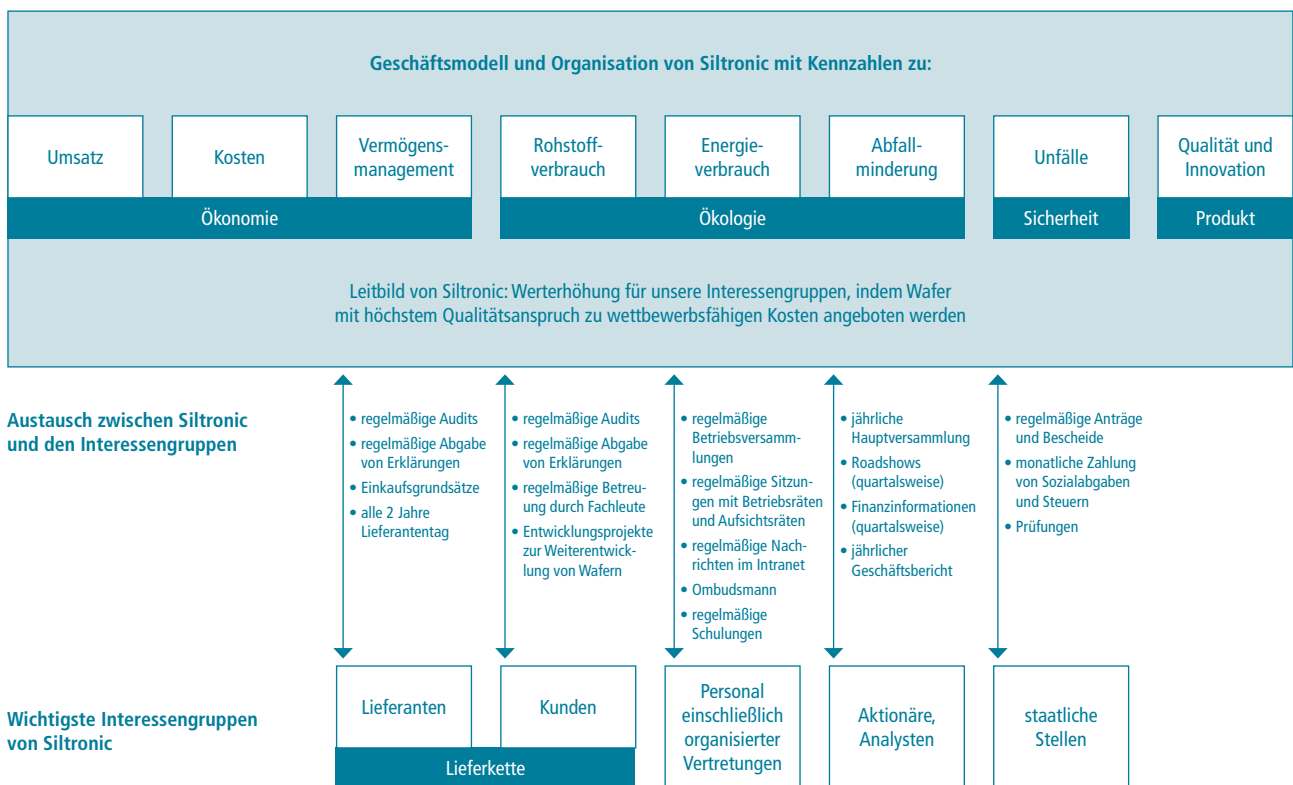 Geschäftsmodell und Organisation von Siltronic mit Kennzahlen zu:
Umsatz
Kosten
Vermögens-
management
Rohstoff-
verbrauch
Energie-
verbrauch
Abfall-
minderung
Unfälle
Qualität und
Innovation
Ökonomie
Ökologie
Sicherheit
Produkt
Leitbild von Siltronic: Werterhöhung für unsere Interessengruppen, indem Wafer
mit höchstem Qualitätsanspruch zu wettbewerbsfähigen Kosten angeboten werden
Austausch zwischen Siltronic
und den Interessengruppen
• regelmäßige Audits
• regelmäßige Abgabe
von Erklärungen
• Einkaufsgrundsätze
• alle 2 Jahre
Lieferantentag
• regelmäßige Audits
• regelmäßige Abgabe
von Erklärungen
• regelmäßige Betreu-
ung durch Fachleute
• Entwicklungsprojekte
zur Weiterentwick-
lung von Wafern
• regelmäßige
Betriebsversamm-
lungen
• regelmäßige Sitzun-
gen mit Betriebsräten
und Aufsichtsräten
• regelmäßige Nach-
richten im Intranet
• Ombudsmann
• regelmäßige
Schulungen
• jährliche
Hauptversammlung
• Roadshows
(quartalsweise)
• Finanzinformationen
(quartalsweise)
• jährlicher
Geschäftsbericht
• regelmäßige Anträge
und Bescheide
• monatliche Zahlung
von Sozialabgaben
und Steuern
• Prüfungen
Wichtigste Interessengruppen
von Siltronic
Lieferanten
Kunden
Lieferkette
Personal
einschließlich
organisierter
Vertretungen
Aktionäre,
Analysten
staatliche
Stellen